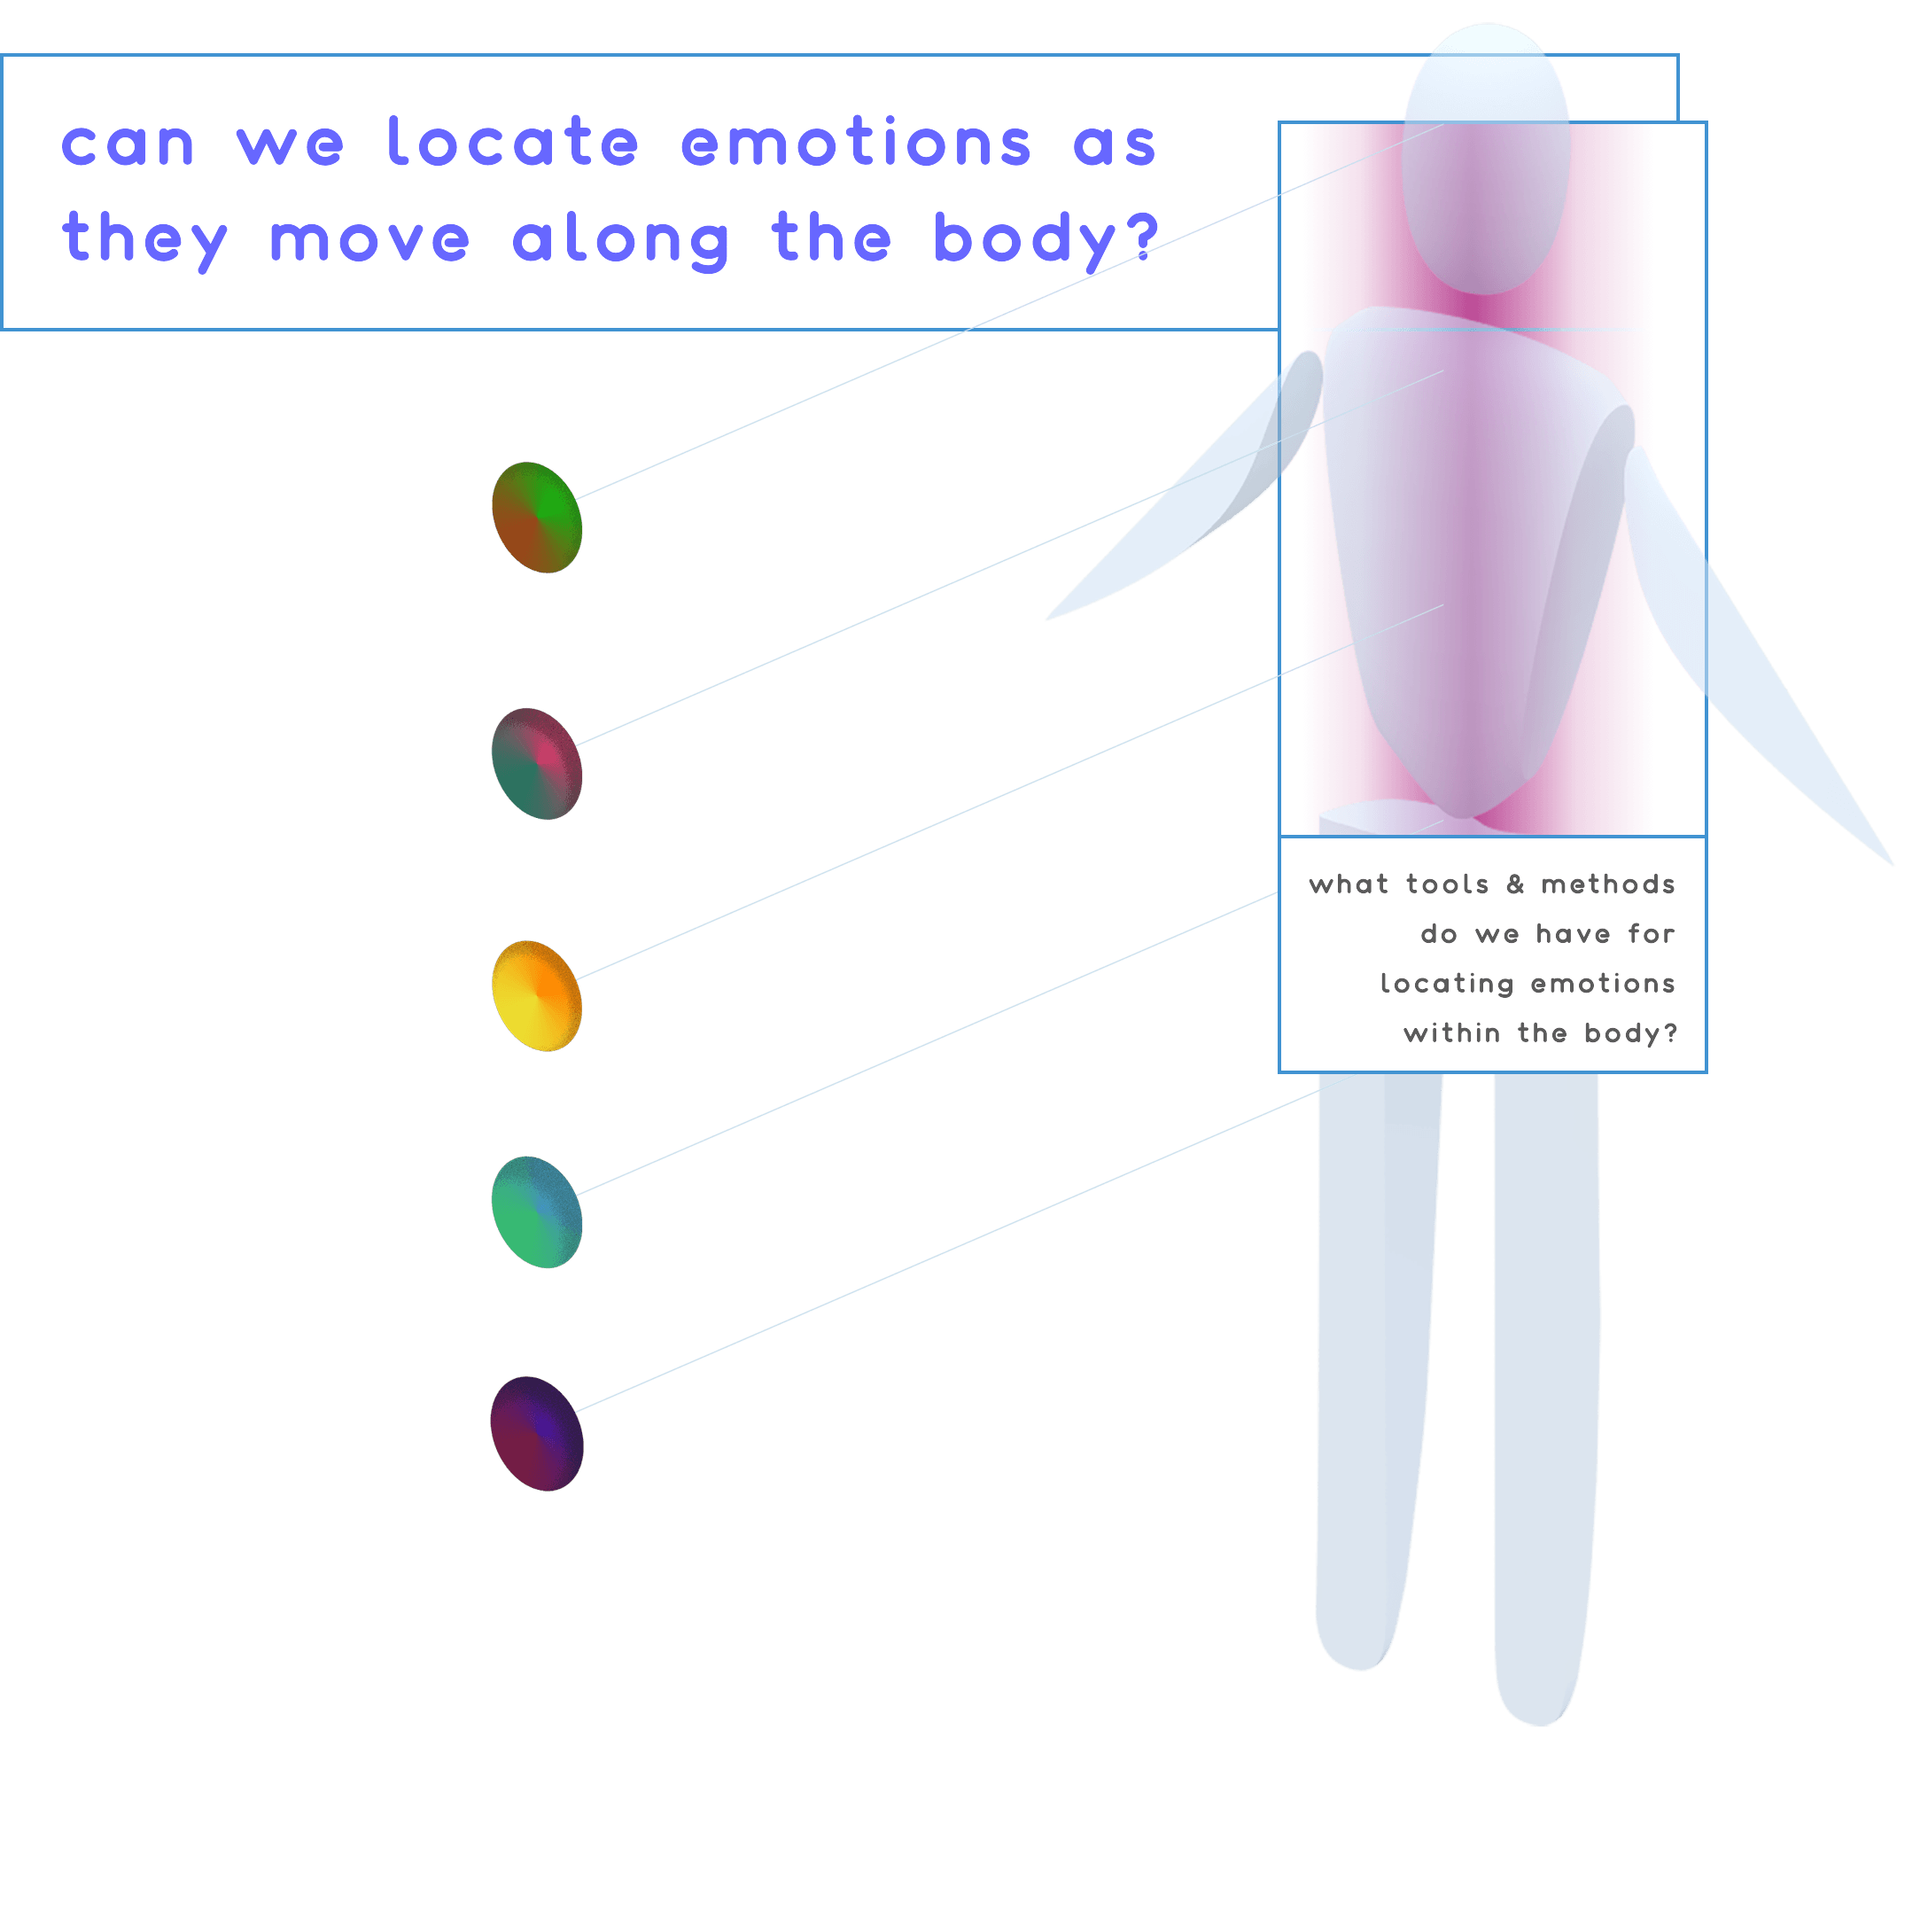 can we locate emotions as
they move along the body?
what tools & methods
do we have for
locating emotions
within the body?